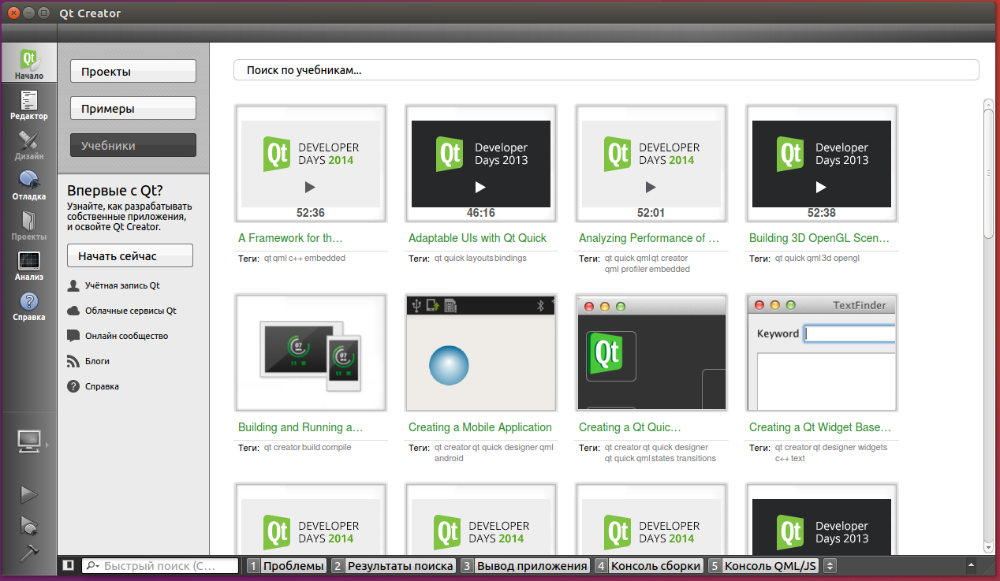 Qt Creator
Начало
Редактор
Дизайн
Отладка
Проекты
Анализ
Справка
Проекты
Примеры
Учебники
Впервые с Qt?
Узнайте, как разрабатывать
собственные приложения,
и освойте Qt Creator.
Начать сейчас
Учётная запись Qt
Облачные сервисы Qt
Онлайн сообщество
Блоги
Справка
Поиск по учебникам...
Qt DEVELOPER
DAYS 2014
52:36
A Framework for th…
Теги: qt qml c++ embedded
Qt Developer
Days 2013
46:16
Adaptable UIs with Qt Quick
Теги: qt quick layouts bindings
Qt DEVELOPER
DAYS 2014
52:01
Analyzing Performance of …
Теги: qt quick qml qt creator
qml profiler embedded
Qt Developer
Days 2013
52:38
Building 3D OpenGL Scen…
Теги: qt quick qml 3d opengl
07
07
Building and Running a…
Теги: qt creator build compile
Creating a Mobile Application
Теги: qt creator qt quick designer qml
android
Qt
Creating a Qt Quic…
Теги: qt creator qt quick designer
qt quick qml states transitions
TextFinder
Keyword
Creating a Qt Widget Base…
Теги: qt creator qt designer widgets
c++ text
Qt DEVELOPER
DAYS 2014
Qt DEVELOPER
DAYS 2014
Qt DEVELOPER
DAYS 2014
Qt Developer
Days 2013
Быстрый поиск (C...
1 Проблемы
2 Результаты поиска
3 Вывод приложения
4 Консоль сборки
5 Консоль QML/JS